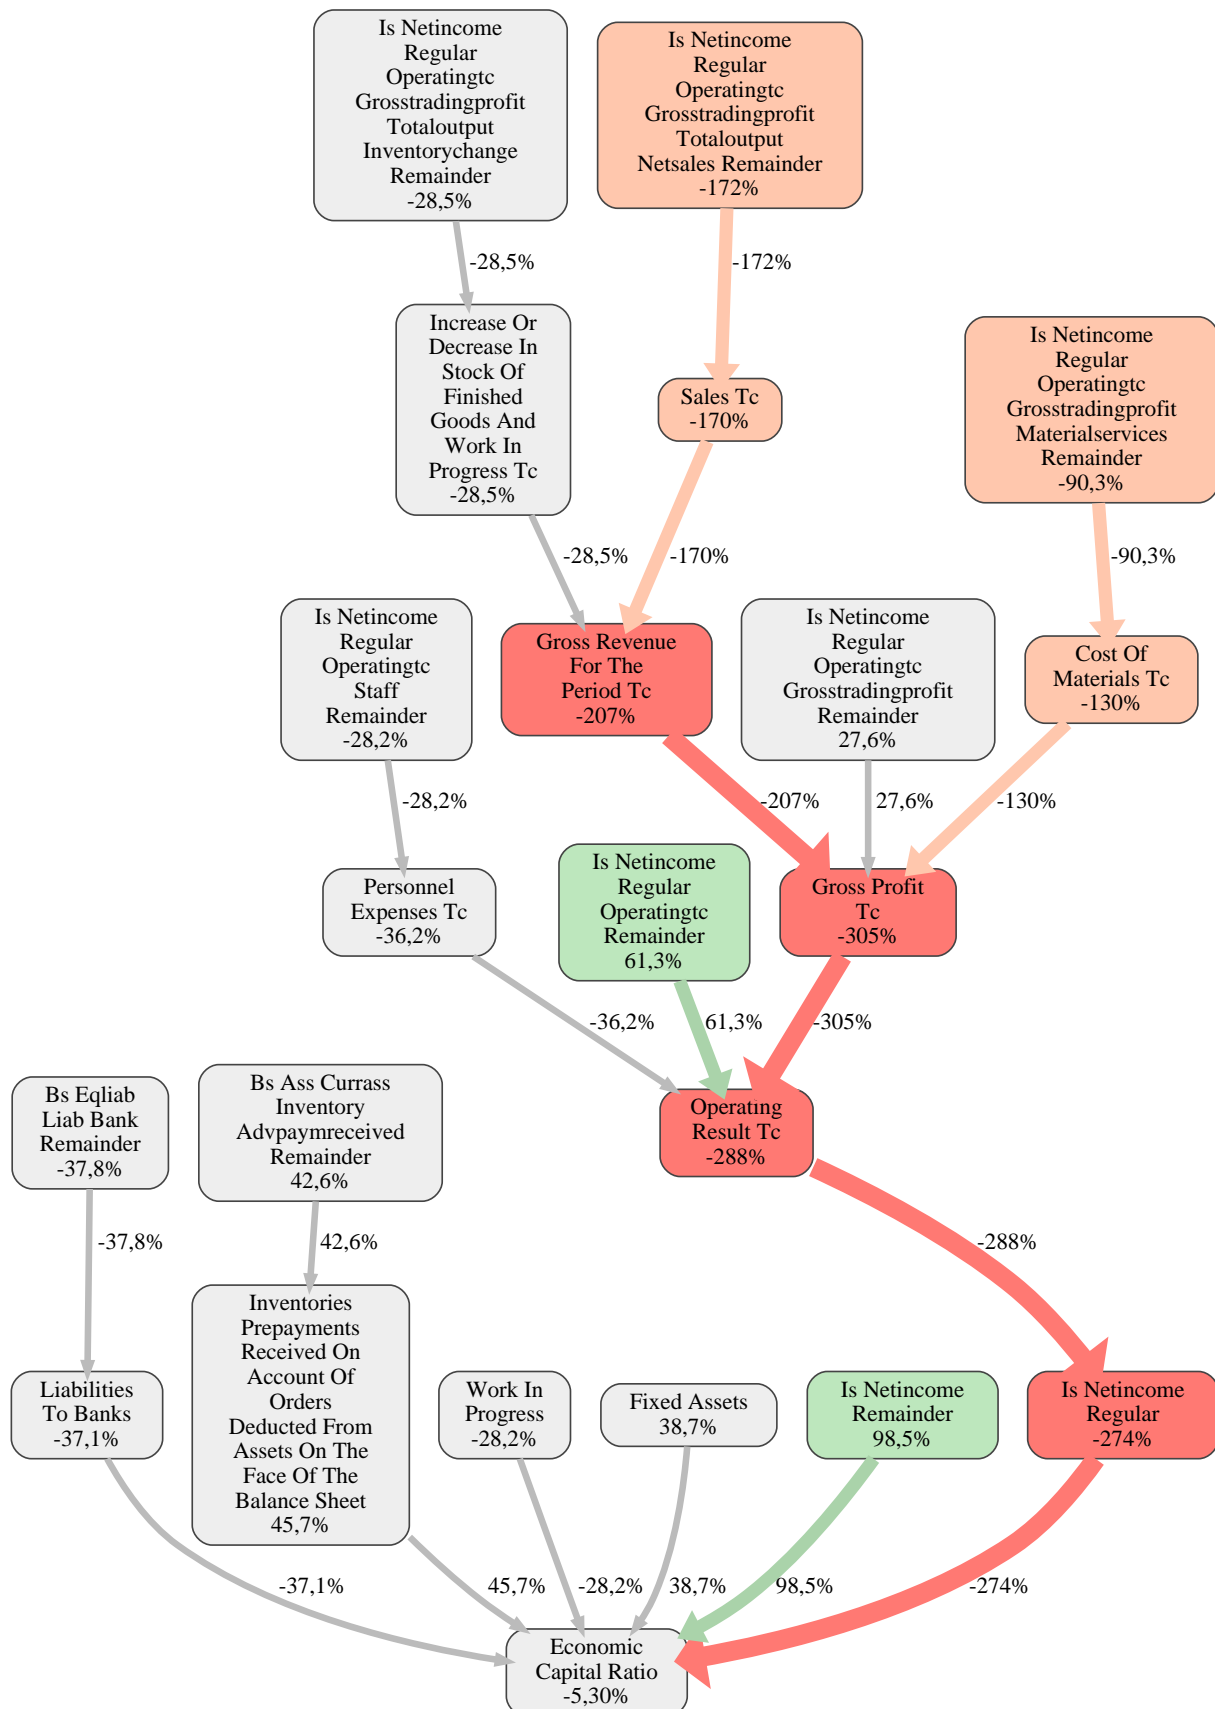 Is Netincome
Regular
Operatingtc
Grosstradingprofit
Totaloutput
Inventorychange
Remainder
-28,5%
Is Netincome
Regular
Operatingtc
Grosstradingprofit
Totaloutput
Netsales Remainder
-172%
-28,5%
-172%
Increase Or
Decrease In
Stock Of
Finished
Goods And
Work In
Progress Tc
-28,5%
Sales Tc
-170%
Is Netincome
Regular
Operatingtc
Grosstradingprofit
Materialservices
Remainder
-90,3%
-28,5%
-170%
-90,3%
Is Netincome
Regular
Operatingtc
Staff
Remainder
-28,2%
Gross Revenue
For The
Period Tc
-207%
Is Netincome
Regular
Operatingtc
Grosstradingprofit
Remainder
27,6%
Cost Of
Materials Tc
-130%
-28,2%
-207%
27,6%
-130%
Personnel
Expenses Tc
-36,2%
Is Netincome
Regular
Operatingtc
Remainder
61,3%
Gross Profit
Tc
-305%
-36,2%
61,3%
-305%
Bs Eqliab
Liab Bank
Remainder
-37,8%
Bs Ass Currass
Inventory
Advpaymreceived
Remainder
42,6%
Operating
Result Tc
-288%
-37,8%
42,6%
-288%
Liabilities
To Banks
-37,1%
Inventories
Prepayments
Received On
Account Of
Orders
Deducted From
Assets On The
Face Of The
Balance Sheet
45,7%
Work In
Progress
-28,2%
Fixed Assets
38,7%
Is Netincome
Remainder
98,5%
Is Netincome
Regular
-274%
-37,1%
45,7%
-28,2%
38,7%
98,5%
-274%
Economic
Capital Ratio
-5,30%